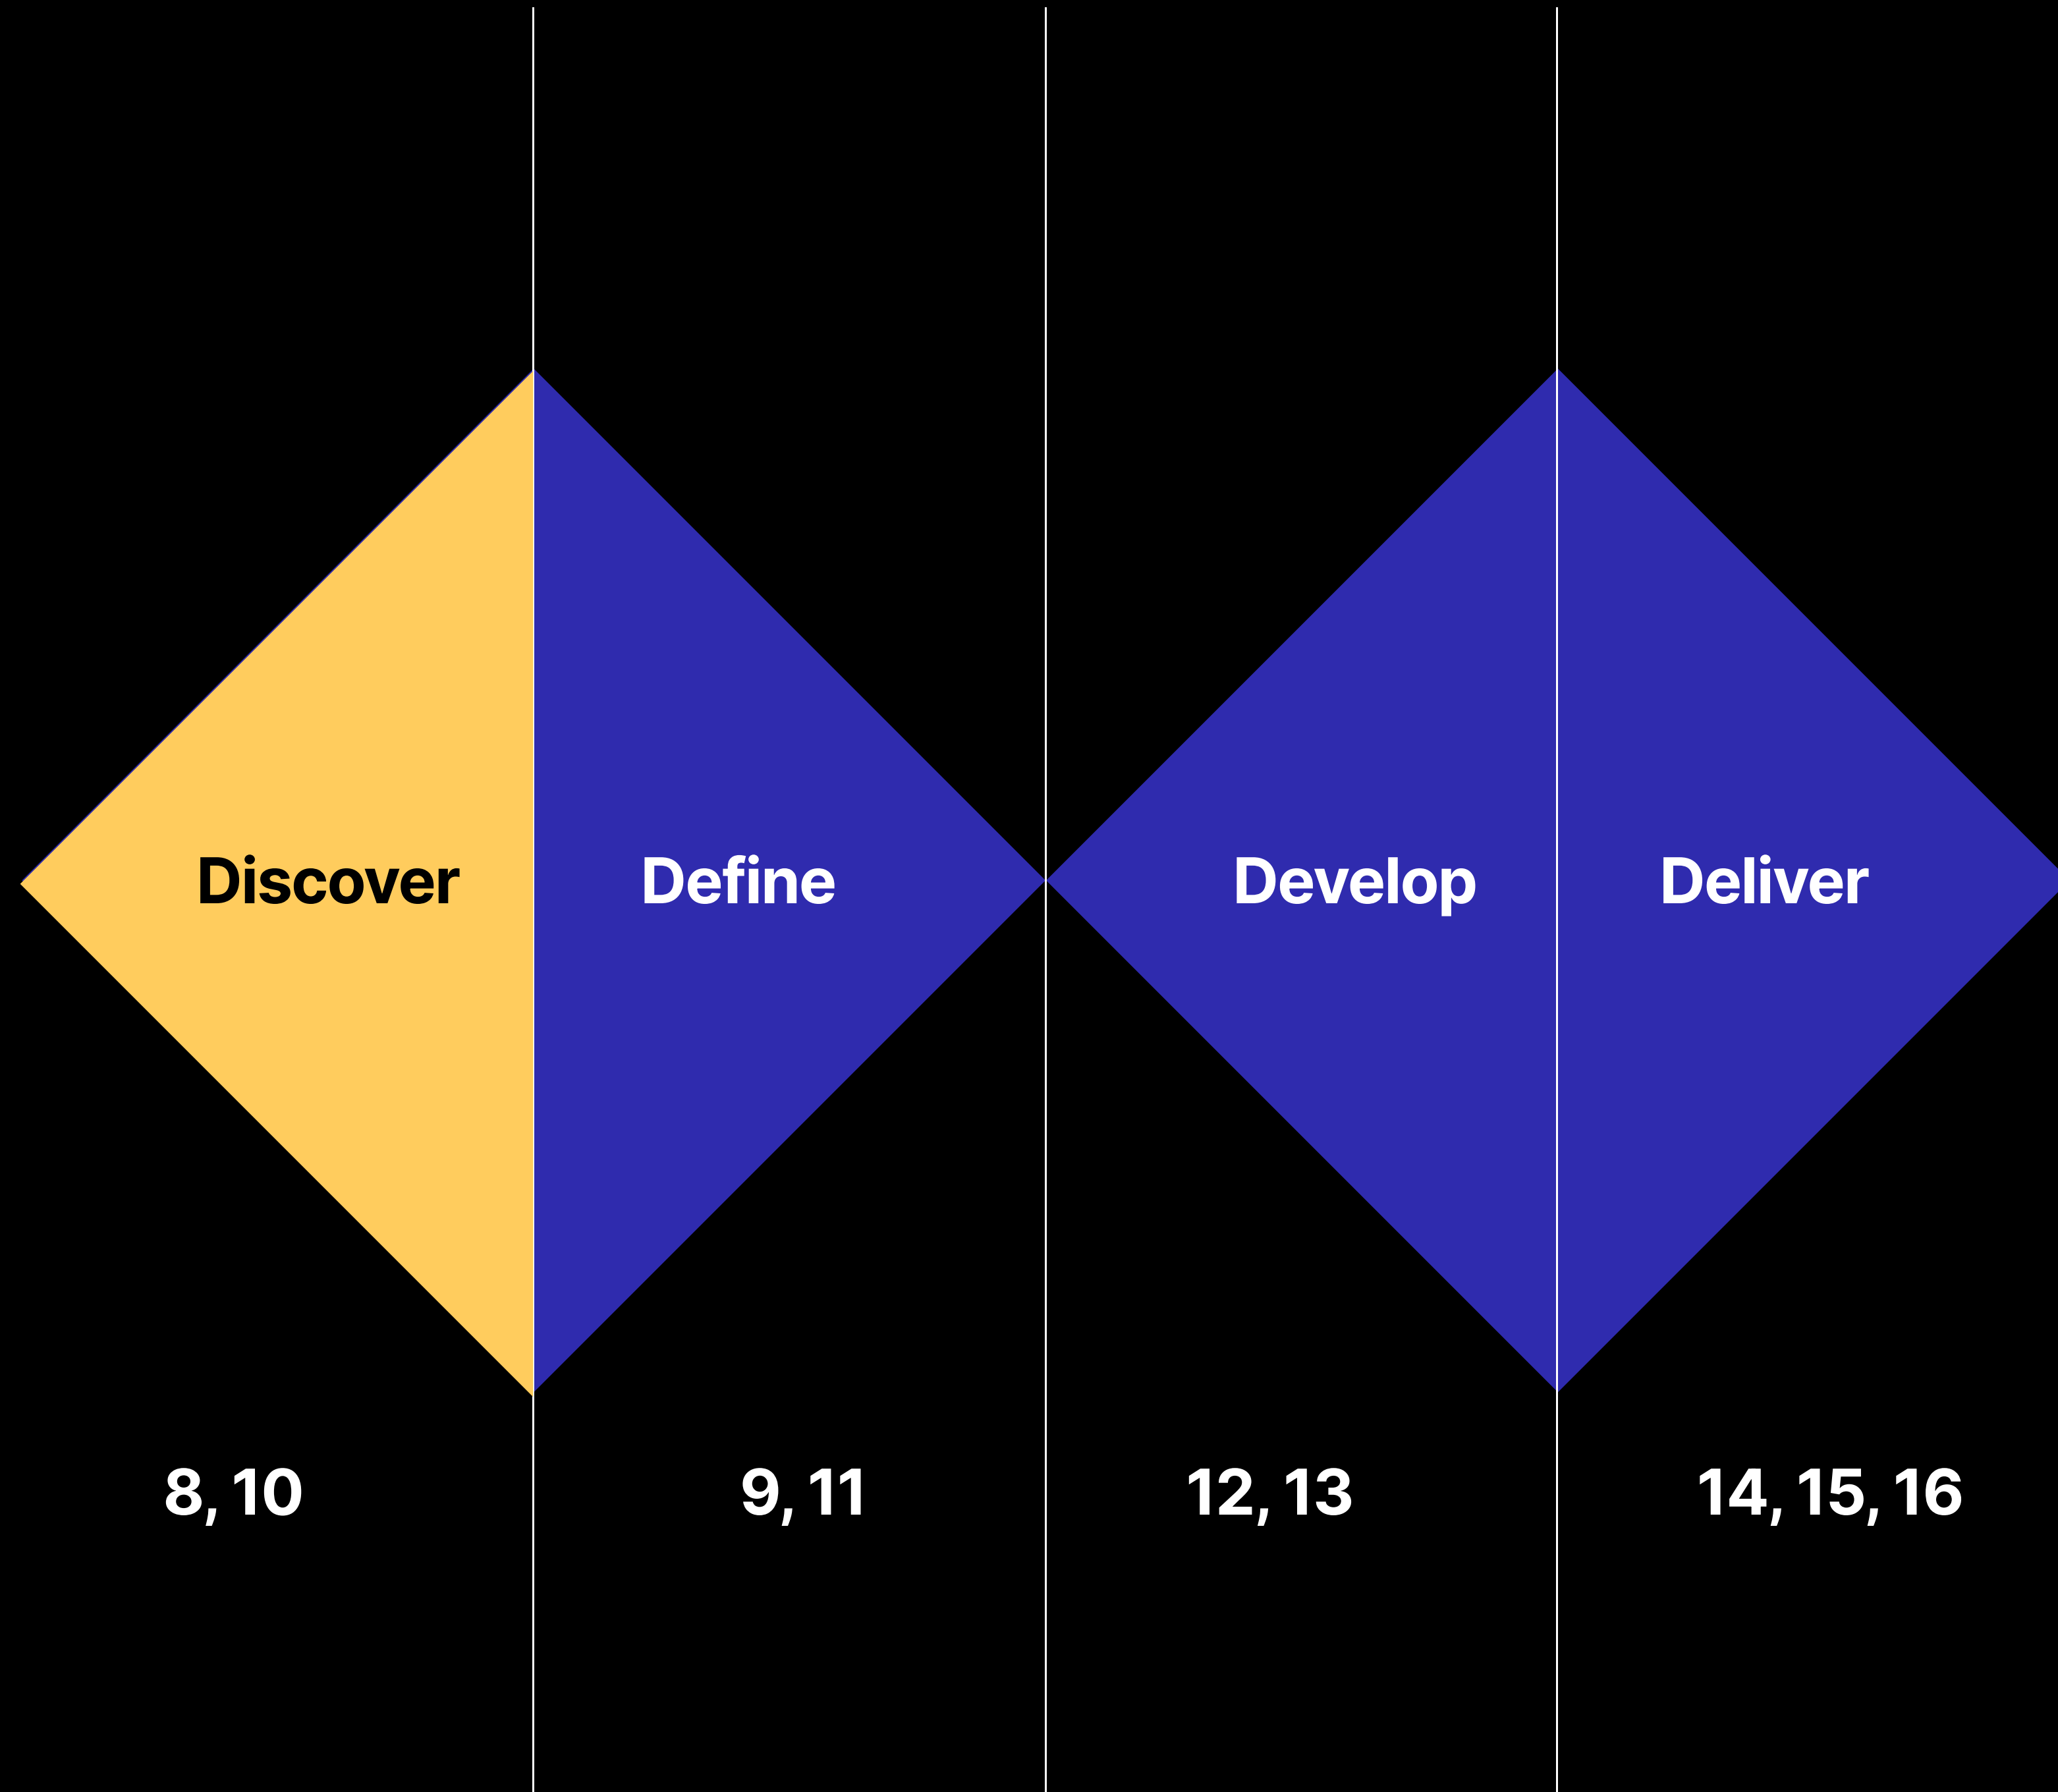 Discover
Define
Develop
Deliver
8, 10
9, 11
12, 13
14, 15, 16